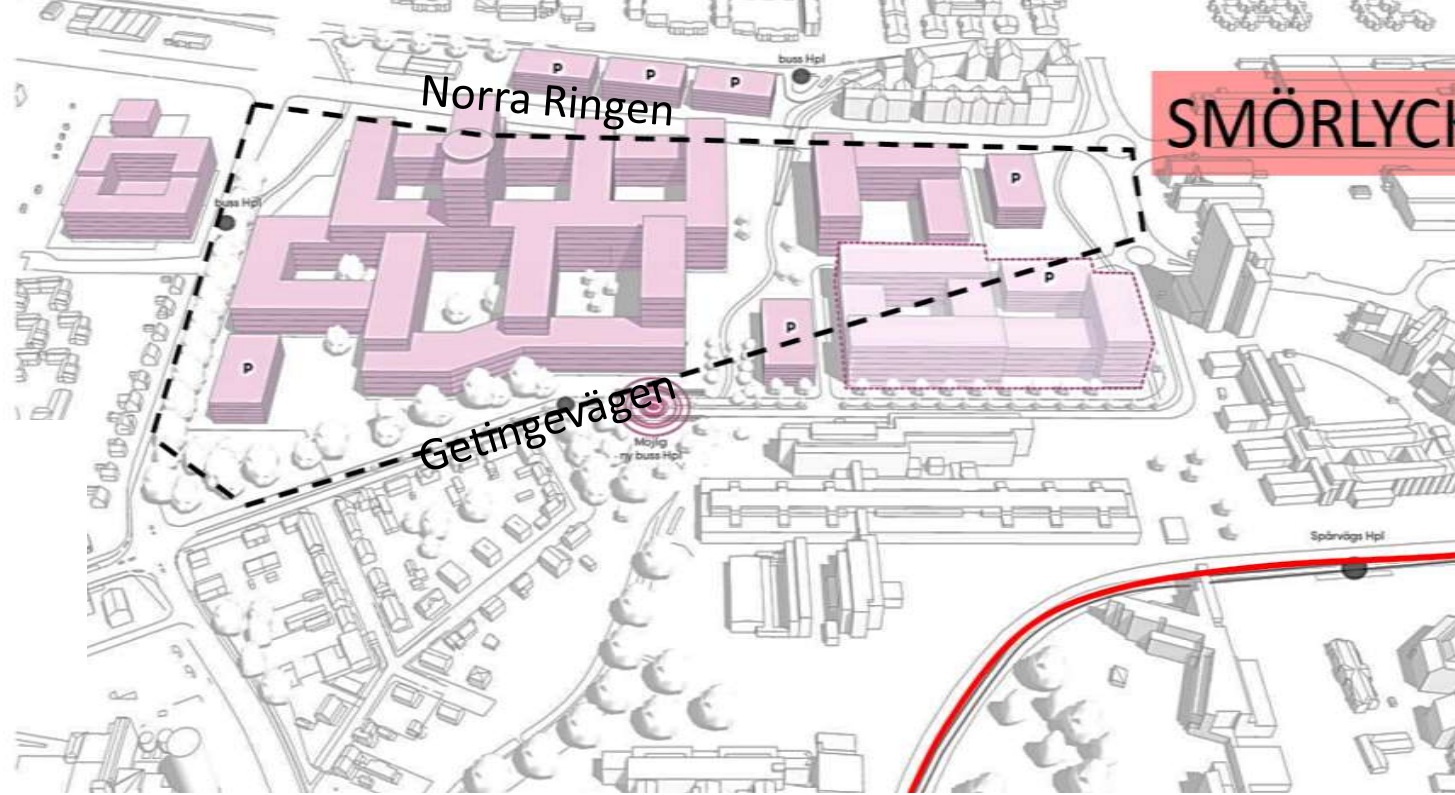 buss Hpl
P
P
P
Norra Ringen
SMÖRLYCK
P
buss Hpl
P
P
P
Getingevägen
Möjlig
ny buss Hpl
Spårvägs Hpl